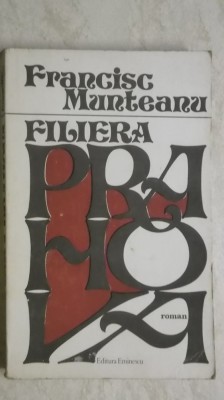 Francisc
Munteanu
FILIERA
PRA
HO
VA
roman
Editura Eminescu